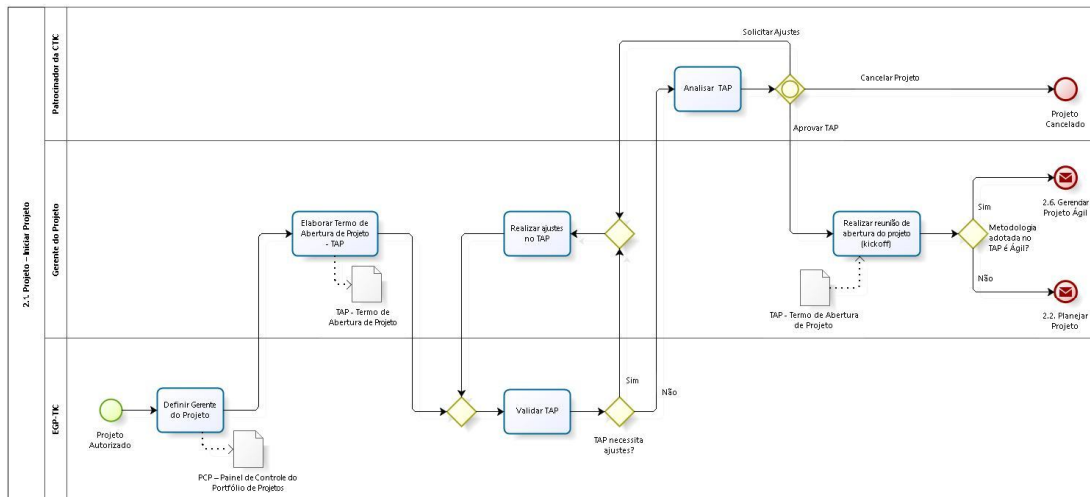 2.1. Projeto – Iniciar Projeto
Patrocinador da CTIC
Solicitar Ajustes
Analisar TAP
Cancelar Projeto
Projeto
Cancelado
Aprovar TAP
Gerente do Projeto
Elaborar Termo de
Abertura de Projeto
- TAP
TAP - Termo de
Abertura de Projeto
Realizar ajustes
no TAP
Realizar reunião de
abertura do projeto
(kickoff)
TAP - Termo de Abertura
de Projeto
Sim
2.6. Gerenciar
Projeto Ágil
Metodologia
adotada no
TAP é Ágil?
Não
2.2. Planejar
Projeto
EGP-TIC
Projeto
Autorizado
Definir Gerente
do Projeto
PCP – Painel de Controle do
Portfólio de Projetos
Validar TAP
Sim
Não
TAP necessita
ajustes?